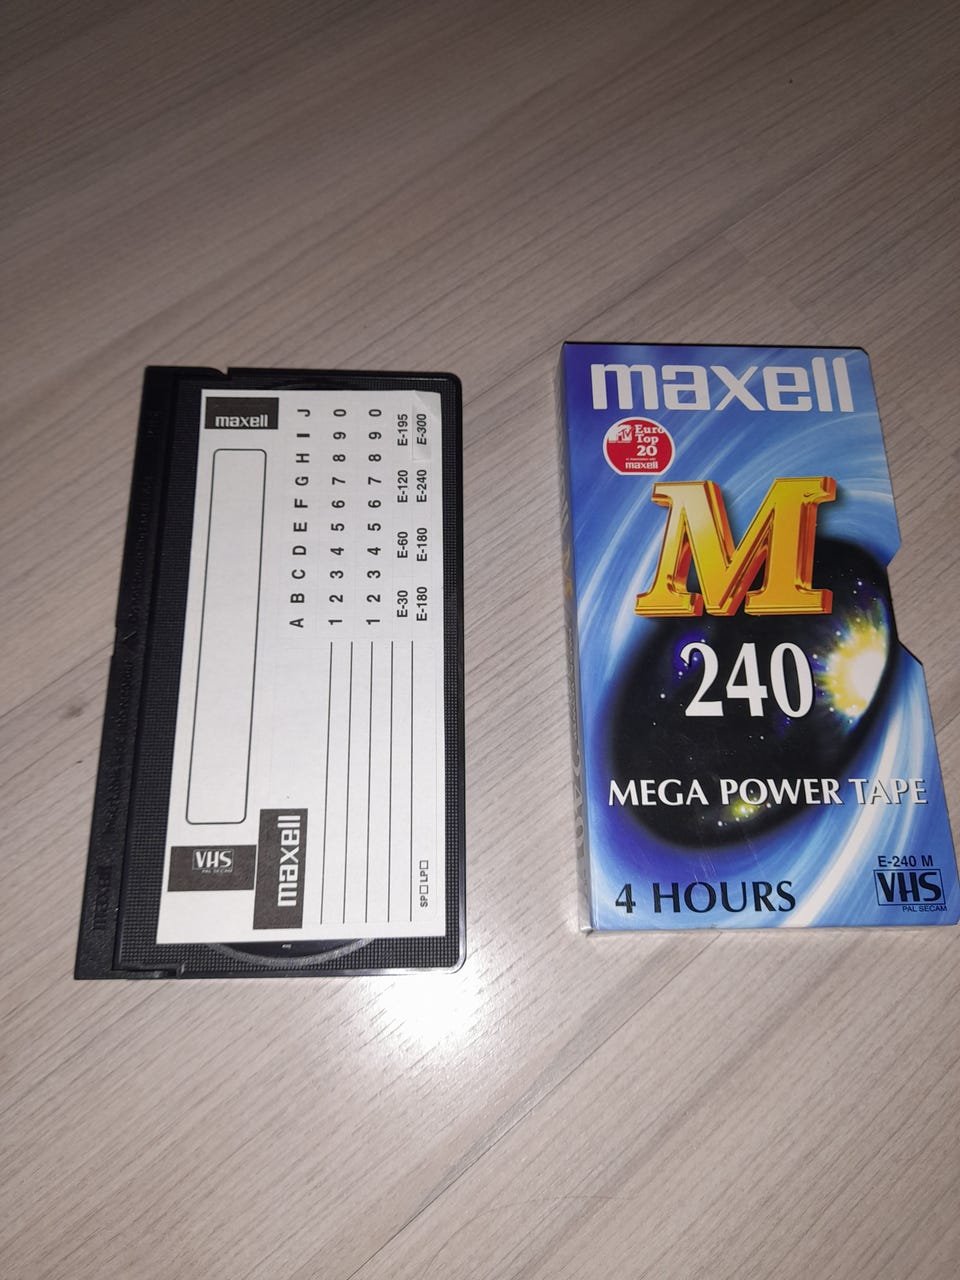 maxell
A B C D E F G H I J
1 2 3 4 5 6 7 8 9 0
1 2 3 4 5 6 7 8 9 0
E-30 E-60 E-120 E-195
E-180 E-180 E-240 E-300
VHS
PAL SECAM
maxell
SP LP
maxell
Euro
Top
20
maxell
M
240
MEGA POWER TAPE
4 HOURS
E-240 M
VHS
PAL SECAM